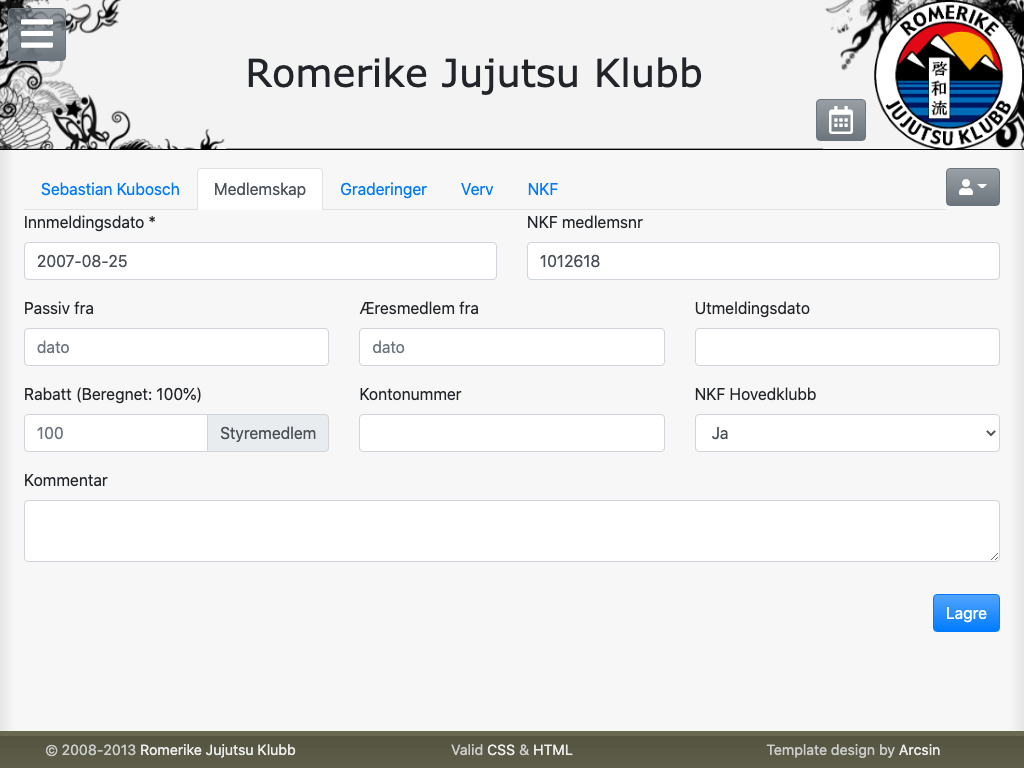 Romerike Jujutsu Klubb
ROMERIKE
啓和流
JUJUTSU KLUBB
Sebastian Kubosch Medlemskap Graderinger Verv NKF
Innmeldingsdato * NKF medlemsnr
2007-08-25 1012618
Passiv fra Æresmedlem fra Utmeldingsdato
dato dato
Rabatt (Beregnet: 100%) Kontonummer NKF Hovedklubb
100 Styremedlem Ja
Kommentar
Lagre
© 2008-2013 Romerike Jujutsu Klubb Valid CSS & HTML Template design by Arcsin